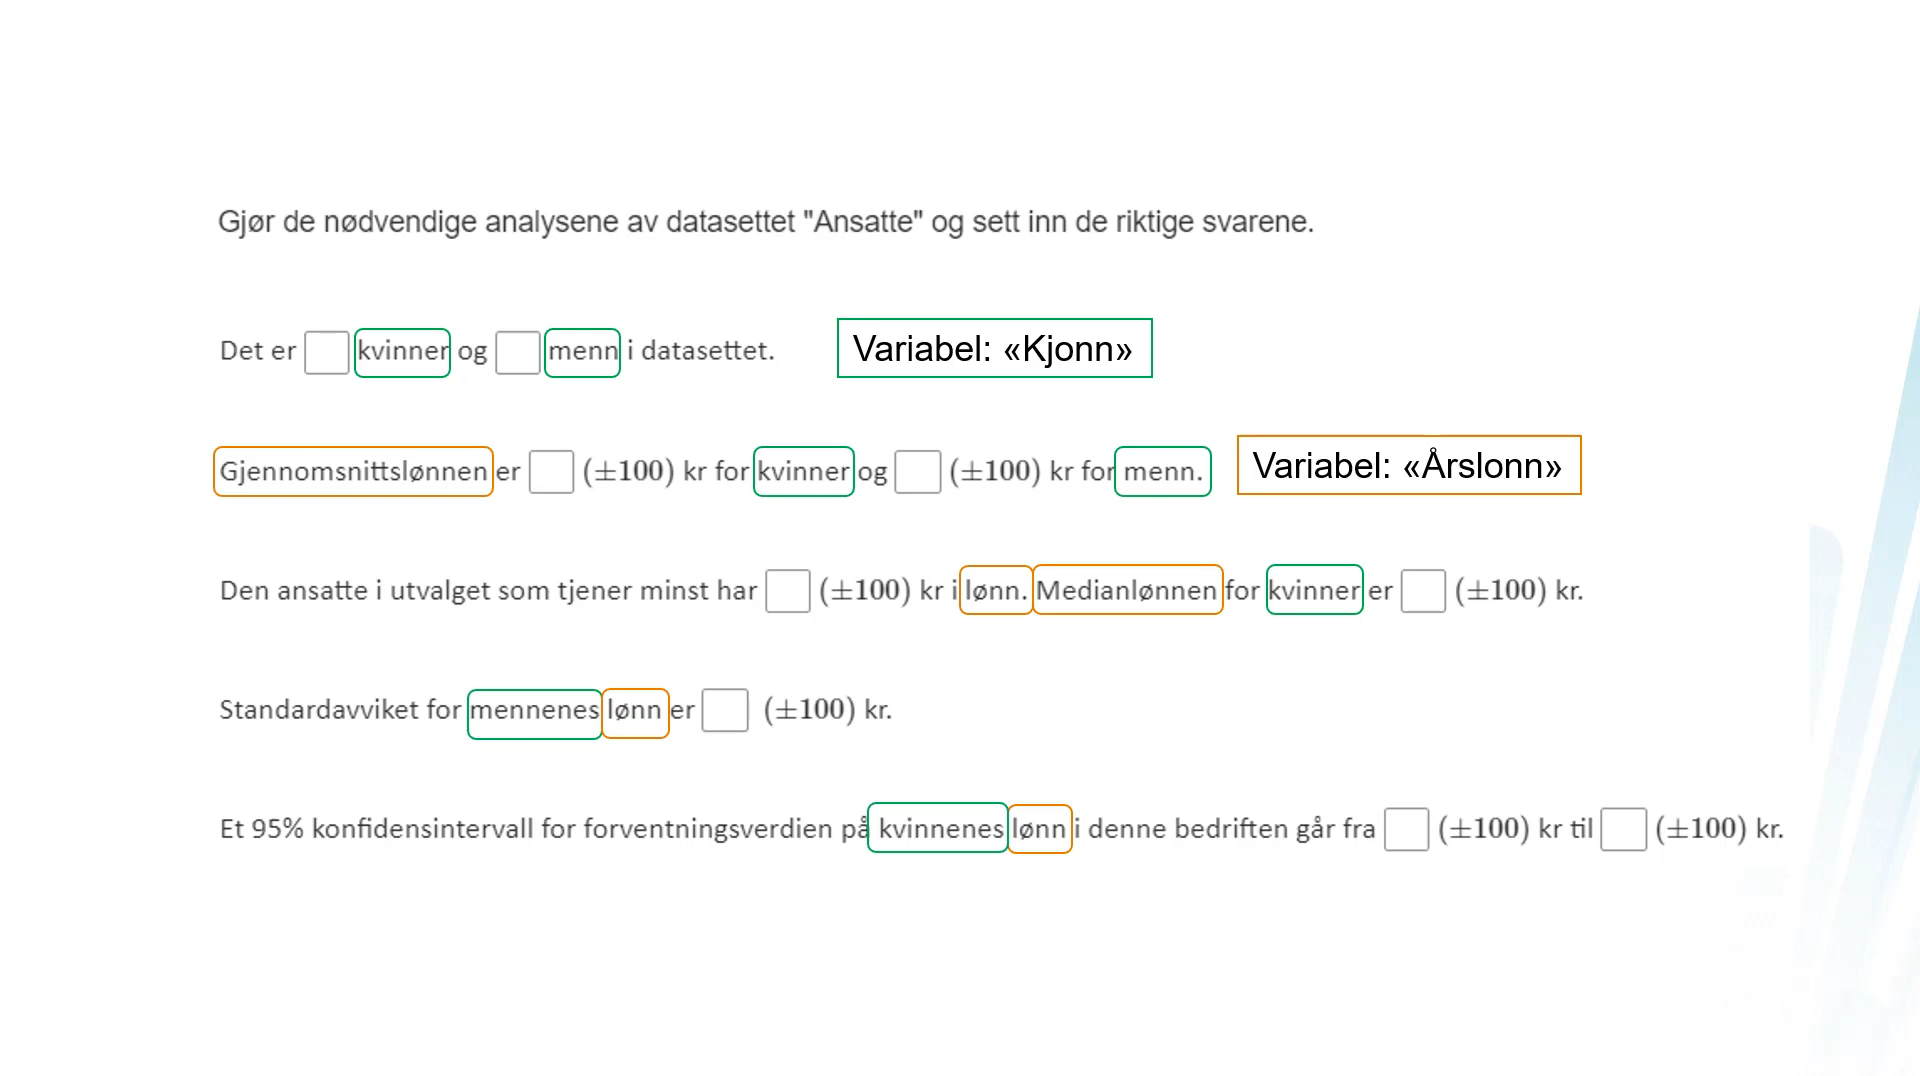 Gjør de nødvendige analysene av datasettet "Ansatte" og sett inn de riktige svarene.
Det er kvinner og menn i datasettet. Variabel: «Kjonn»
Gjennomsnittslønnen er (±100) kr for kvinner og (±100) kr for menn. Variabel: «Årslonn»
Den ansatte i utvalget som tjener minst har (±100) kr i lønn. Medianlønnen for kvinner er (±100) kr.
Standardavviket for mennenes lønn er (±100) kr.
Et 95% konfidensintervall for forventningsverdien på kvinnenes lønn i denne bedriften går fra (±100) kr til (±100) kr.